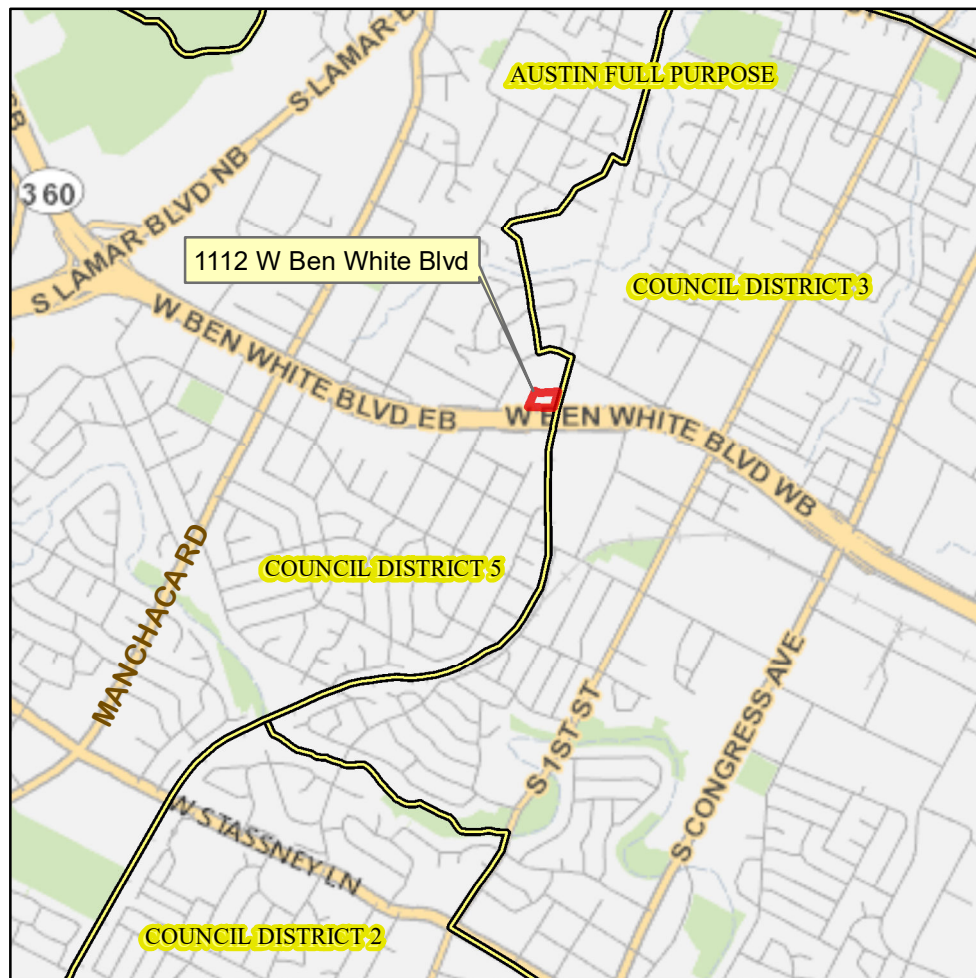 S LAMAR B
AUSTIN FULL PURPOSE
S LAMAR BLVD NB
360
1112 W Ben White Blvd
COUNCIL DISTRICT 3
W BEN WHITE BLVD EB
W BEN WHITE BLVD WB
COUNCIL DISTRICT 5
MANCHACA RD
S 1ST ST
S CONGRESS AVE
W STASSNEY LN
COUNCIL DISTRICT 2